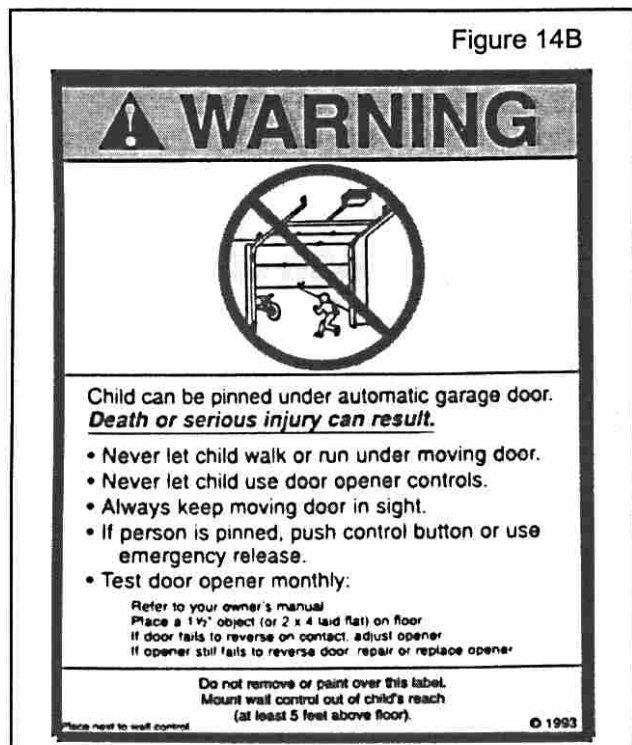 Figure 14B
WARNING
Child can be pinned under automatic garage door.
Death or serious injury can result.
• Never let child walk or run under moving door.
• Never let child use door opener controls.
• Always keep moving door in sight.
• If person is pinned, push control button or use
emergency release.
• Test door opener monthly:
Refer to your owner's manual
Place a 1½" object (or 2 x 4 laid flat) on floor
If door fails to reverse on contact, adjust opener
If opener still fails to reverse door, repair or replace opener
Do not remove or paint over this label.
Mount wall control out of child's reach
(at least 5 feet above floor).
Place next to wall control
© 1993